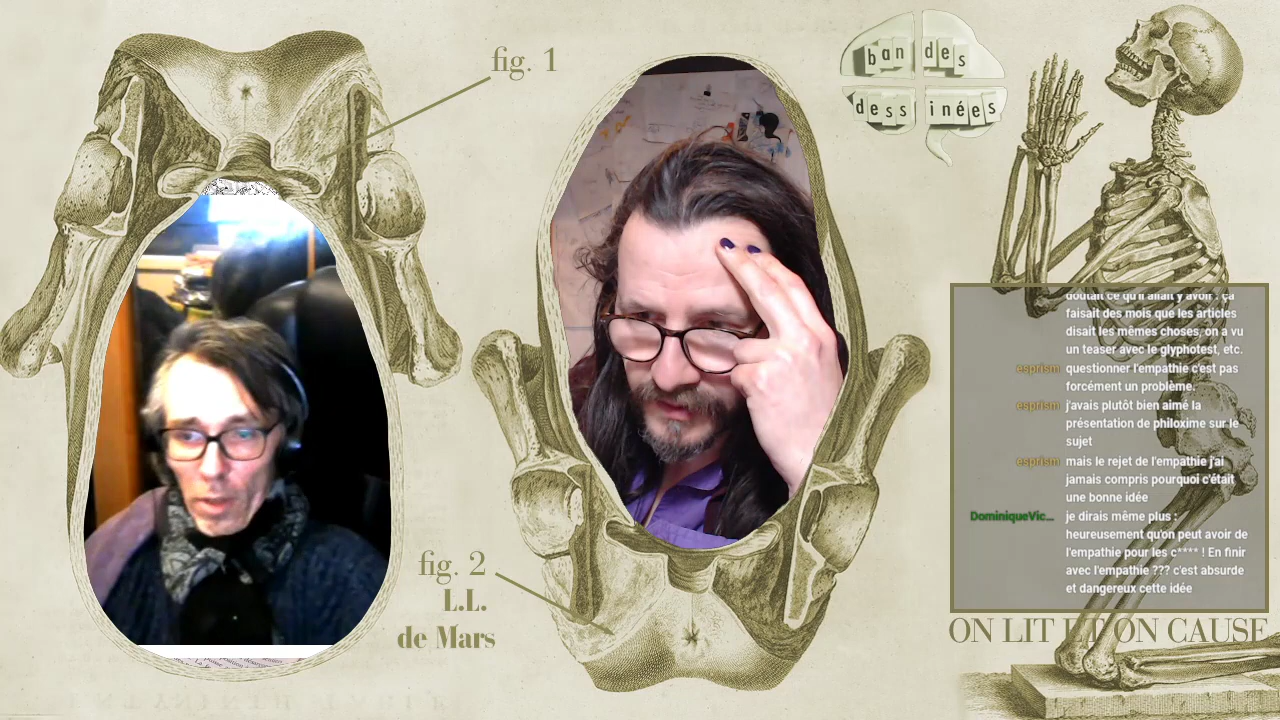 fig. 1
ban des
dess inées
doutait ce qu'il allait y avoir : ça
faisait des mois que les articles
disait les mêmes choses, on a vu
un teaser avec le glyphotest, etc.
esprism questionner l'empathie c'est pas
forcément un problème.
esprism j'avais plutôt bien aimé la
présentation de philoxime sur le
sujet
esprism mais le rejet de l'empathie j'ai
jamais compris pourquoi c'était
une bonne idée
DominiqueVic... je dirais même plus :
heureusement qu'on peut avoir de
l'empathie pour les c**** ! En finir
avec l'empathie ??? c'est absurde
et dangereux cette idée
fig. 2
L.L.
de Mars
ON LIT ET ON CAUSE